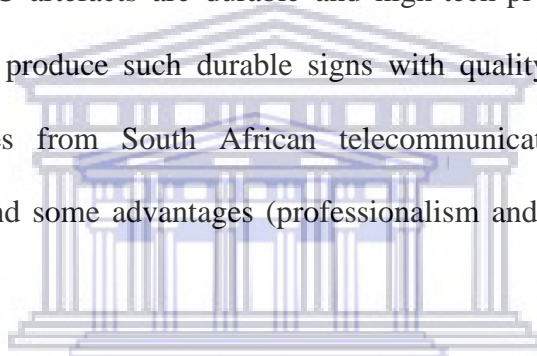 artefacts are durable and high-tech pr
produce such durable signs with quality
es from South African telecommunicat
nd some advantages (professionalism and